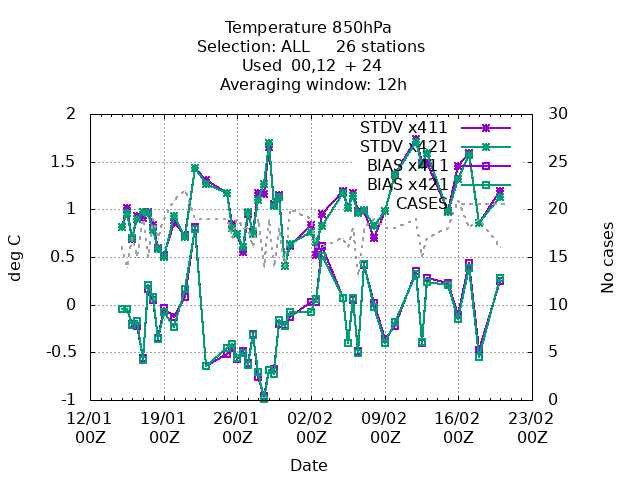 Temperature 850hPa
Selection: ALL 26 stations
Used 00,12 + 24
Averaging window: 12h
2 30
STDV x411
STDV x421
1.5 25
BIAS x411
BIAS x421
CASES
1 20
deg C
No cases
0.5 15
0 10
-0.5 5
-1 0
12/01 19/01 26/01 02/02 09/02 16/02 23/02
00Z 00Z 00Z 00Z 00Z 00Z 00Z
Date